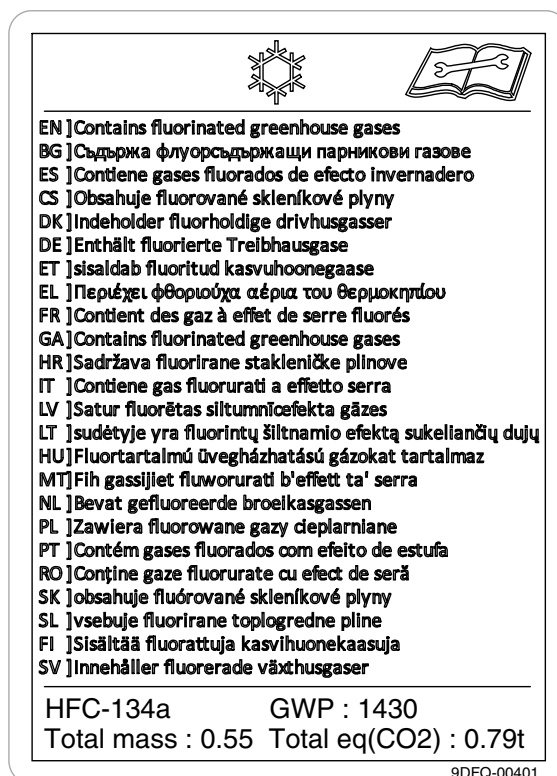 EN ]Contains fluorinated greenhouse gases
BG ]Съдържа флуорсъдържащи парникови газове
ES ]Contiene gases fluorados de efecto invernadero
CS ]Obsahuje fluorované skleníkové plyny
DK ]Indeholder fluorholdige drivhusgasser
DE ]Enthält fluorierte Treibhausgase
ET ]sisaldab fluoritud kasvuhoonegaase
EL ]Περιέχει φθοριούχα αέρια του θερμοκηπίου
FR ]Contient des gaz à effet de serre fluorés
GA]Contains fluorinated greenhouse gases
HR]Sadržava fluorirane stakleničke plinove
IT ]Contiene gas fluorurati a effetto serra
LV ]Satur fluorētas siltumnīcefekta gāzes
LT ]sudėtyje yra fluorintų šiltnamio efektą sukeliančių dujų
HU]Fluortartalmú üvegházhatású gázokat tartalmaz
MT]Fih gassijiet fluworurati b'effett ta' serra
NL ]Bevat gefluoreerde broeikasgassen
PL ]Zawiera fluorowane gazy cieplarniane
PT ]Contém gases fluorados com efeito de estufa
RO ]Conține gaze fluorurate cu efect de seră
SK ]obsahuje fluórované skleníkové plyny
SL ]vsebuje fluorirane toplogredne pline
FI ]Sisältää fluorattuja kasvihuonekaasuja
SV ]Innehåller fluorerade växthusgaser
HFC-134a GWP : 1430
Total mass : 0.55 Total eq(CO2) : 0.79t
9DFQ-00401